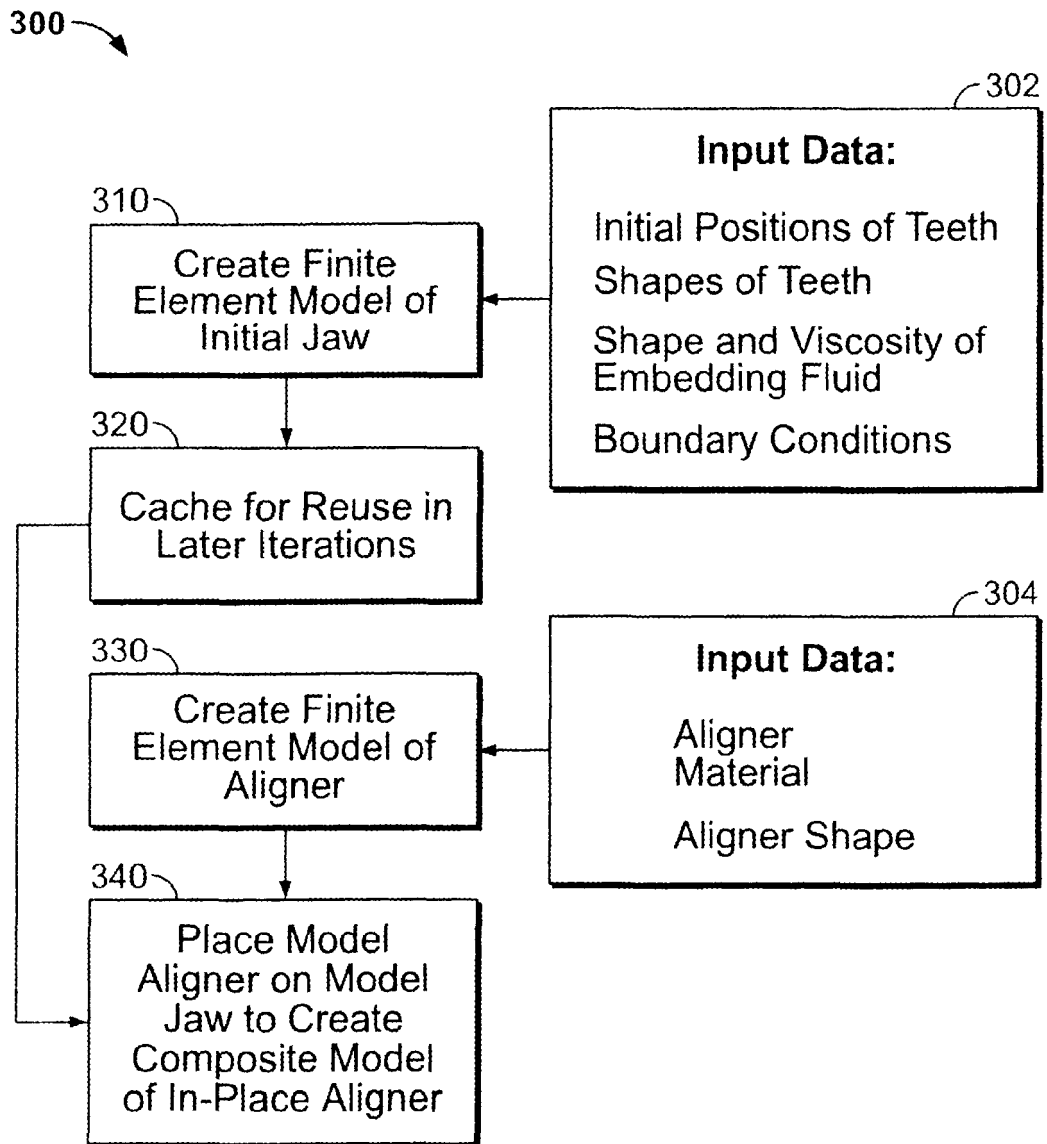 300
302
Input Data:
Initial Positions of Teeth
Shapes of Teeth
Shape and Viscosity of
Embedding Fluid
Boundary Conditions
310
Create Finite
Element Model of
Initial Jaw
320
Cache for Reuse in
Later Iterations
304
Input Data:
Aligner
Material
Aligner Shape
330
Create Finite
Element Model of
Aligner
340
Place Model
Aligner on Model
Jaw to Create
Composite Model
of In-Place Aligner